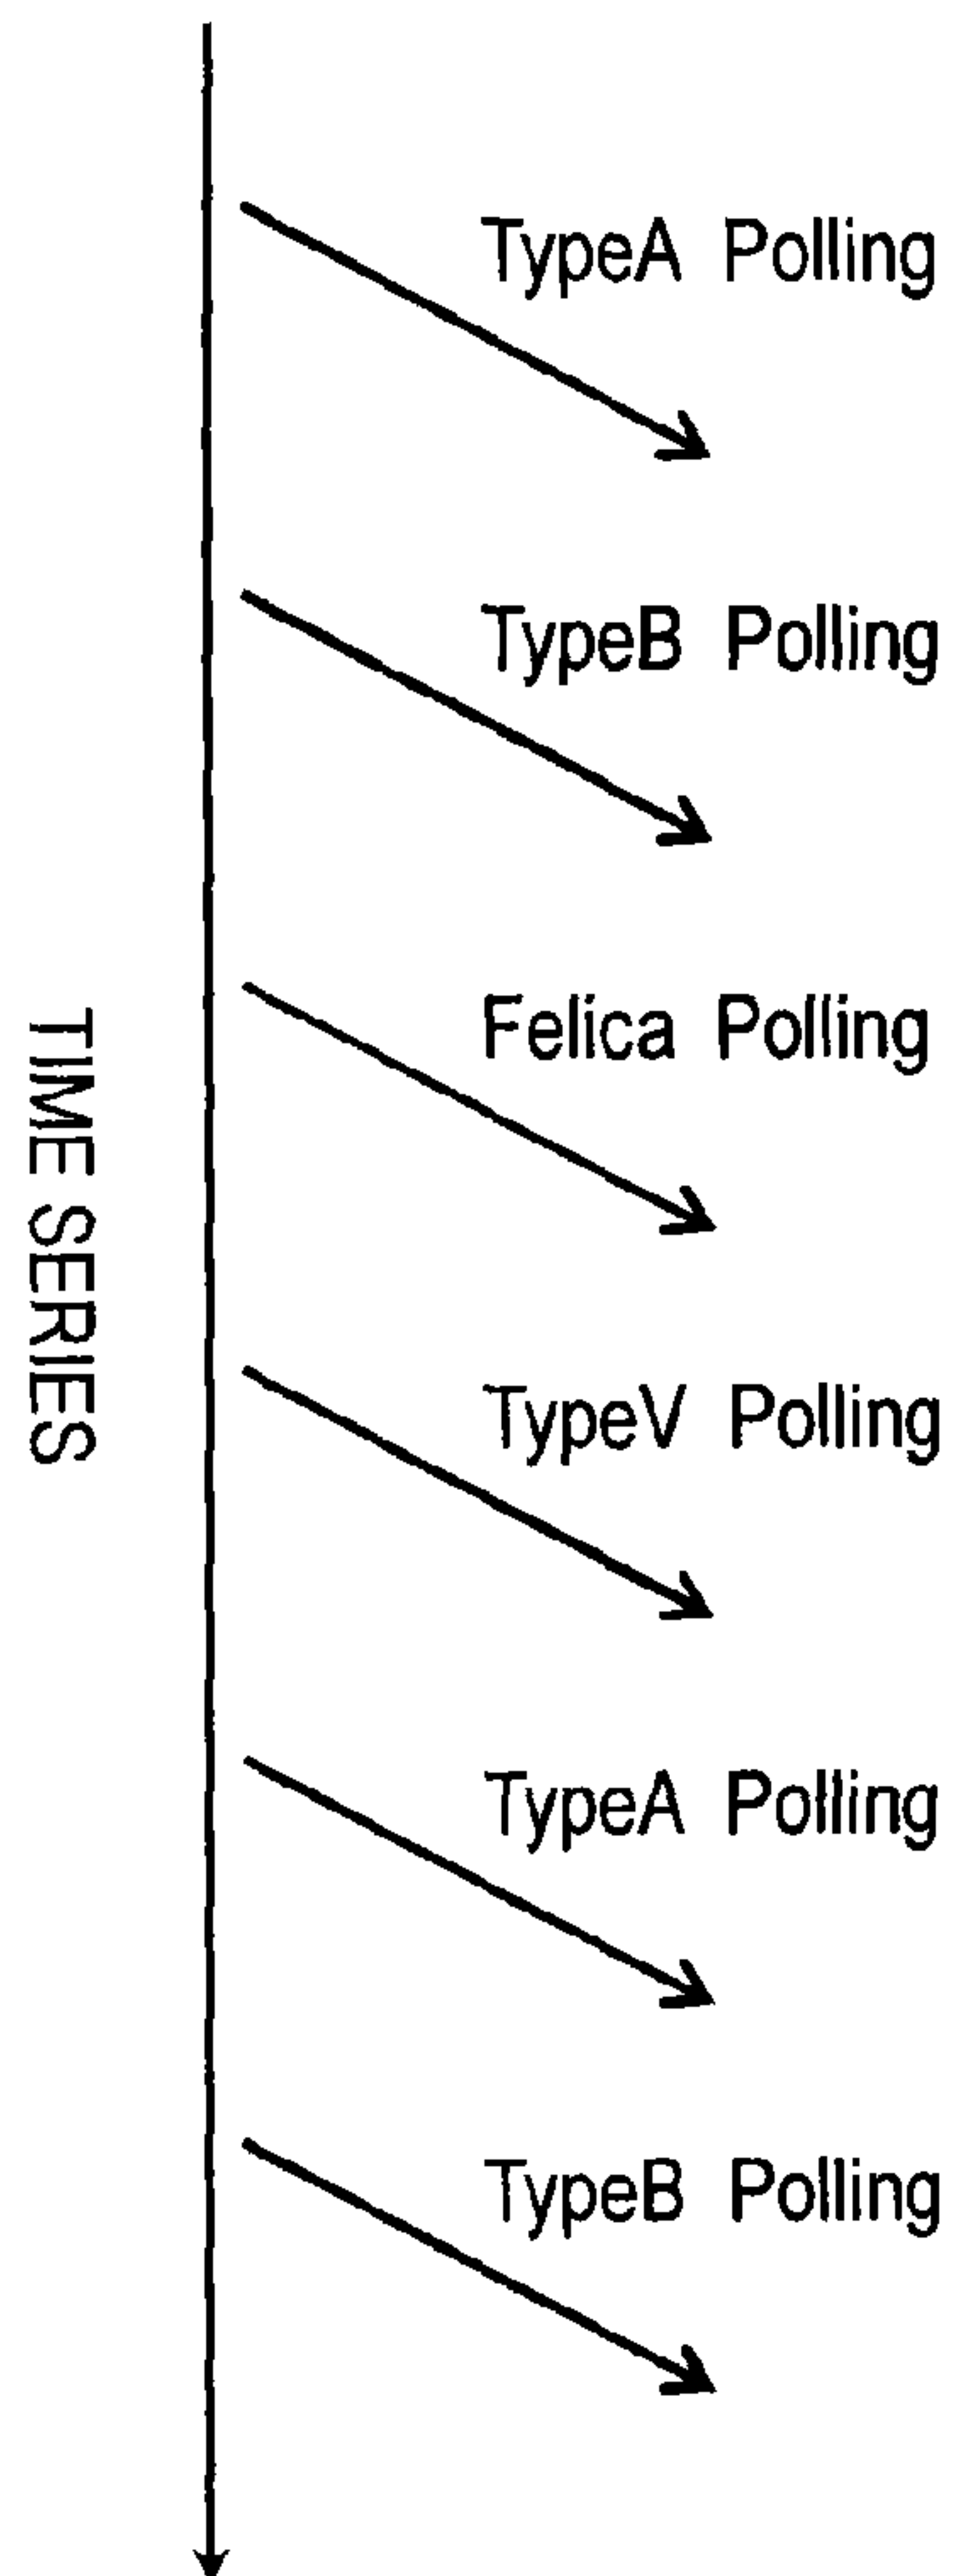 TypeA Polling
TypeB Polling
Felica Polling
TIME SERIES
TypeV Polling
TypeA Polling
TypeB Polling